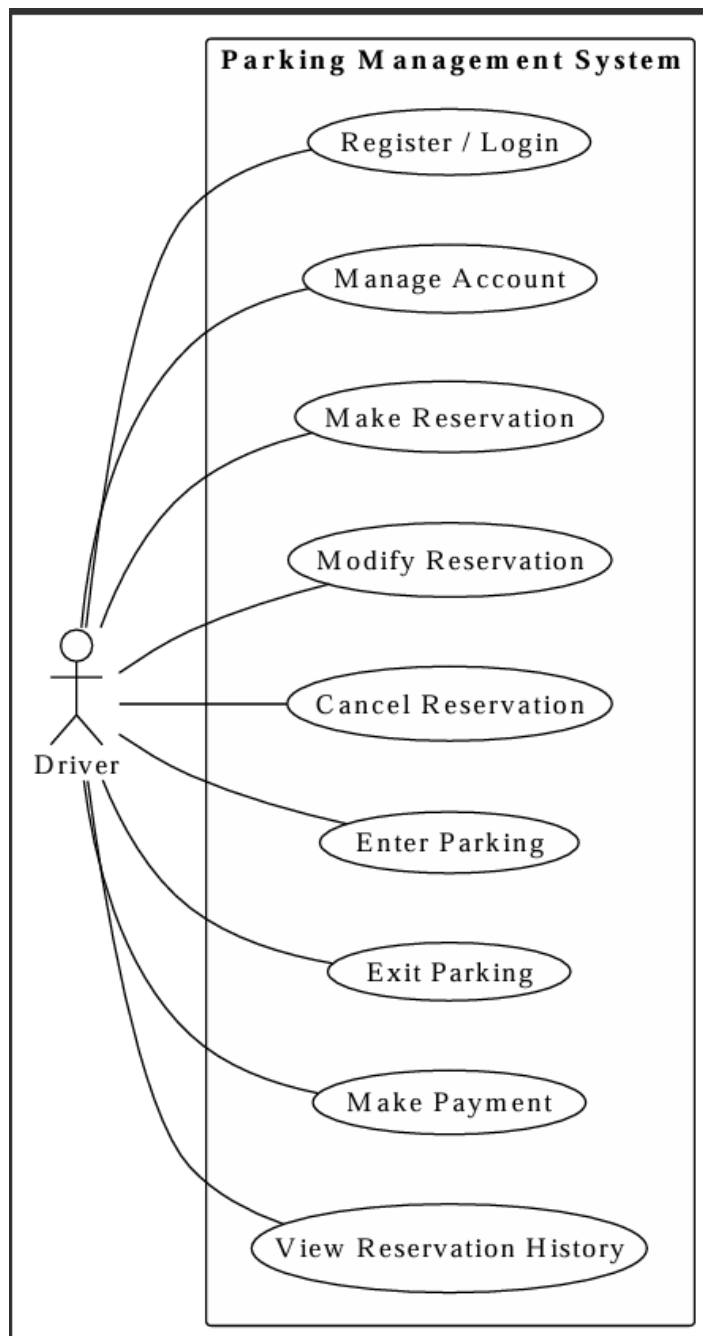 Parking Management System
Register / Login
Manage Account
Make Reservation
Modify Reservation
Cancel Reservation
Driver
Enter Parking
Exit Parking
Make Payment
View Reservation History